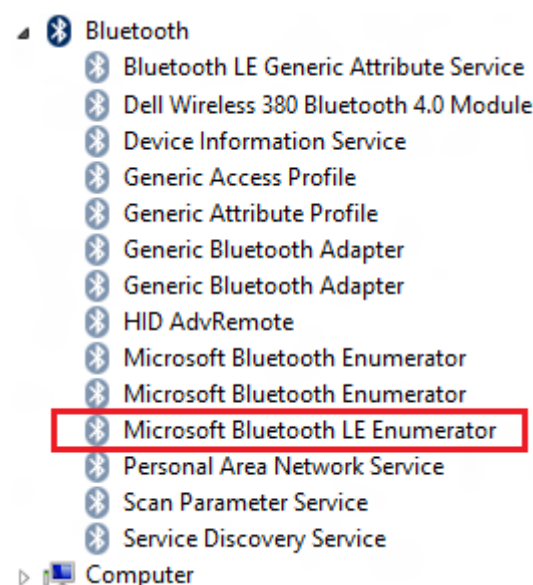 Bluetooth
Bluetooth LE Generic Attribute Service
Dell Wireless 380 Bluetooth 4.0 Module
Device Information Service
Generic Access Profile
Generic Attribute Profile
Generic Bluetooth Adapter
Generic Bluetooth Adapter
HID AdvRemote
Microsoft Bluetooth Enumerator
Microsoft Bluetooth Enumerator
Microsoft Bluetooth LE Enumerator
Personal Area Network Service
Scan Parameter Service
Service Discovery Service
Computer